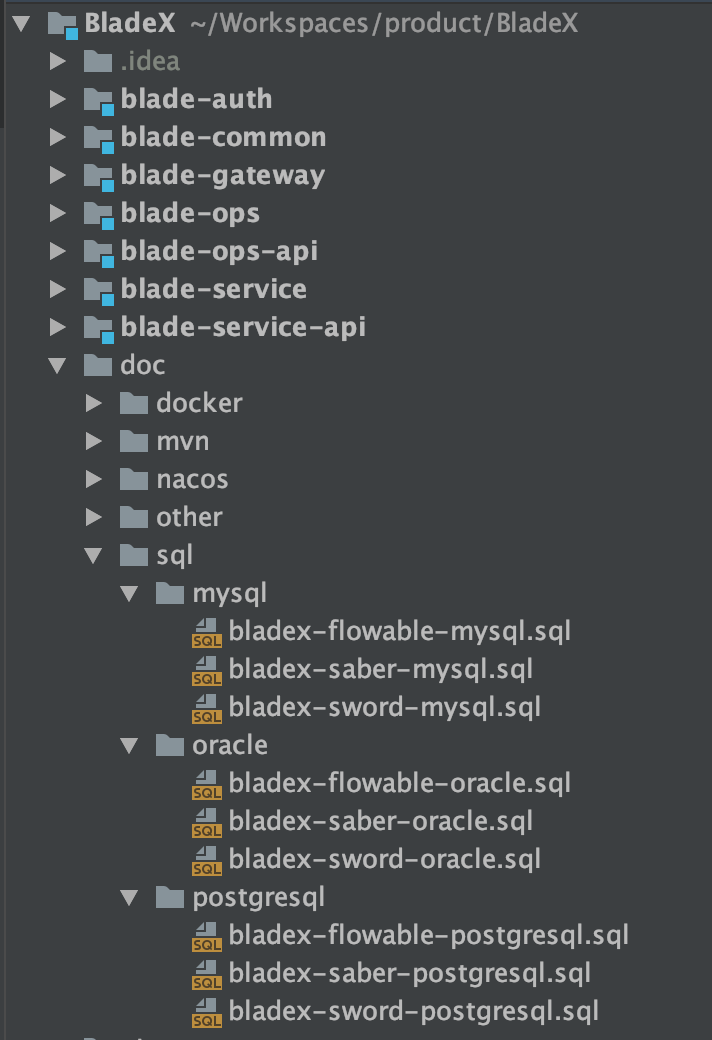 BladeX ~/Workspaces/product/BladeX
.idea
blade-auth
blade-common
blade-gateway
blade-ops
blade-ops-api
blade-service
blade-service-api
doc
docker
mvn
nacos
other
sql
mysql
SQL bladex-flowable-mysql.sql
SQL bladex-saber-mysql.sql
SQL bladex-sword-mysql.sql
oracle
SQL bladex-flowable-oracle.sql
SQL bladex-saber-oracle.sql
SQL bladex-sword-oracle.sql
postgresql
SQL bladex-flowable-postgresql.sql
SQL bladex-saber-postgresql.sql
SQL bladex-sword-postgresql.sql